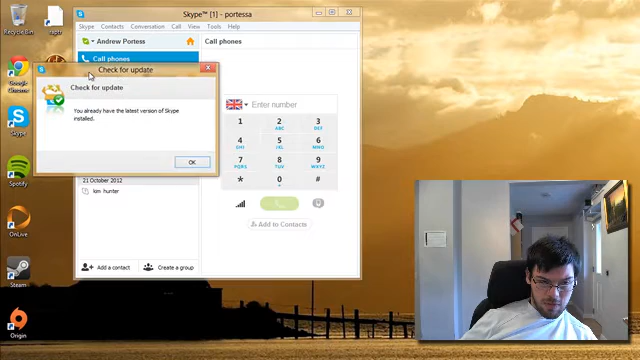 Skype™ [1] - portessa
Skype Contacts Conversation Call View Tools Help
Andrew Portess
Call phones
Call phones
Check for update
Check for update
You already have the latest version of Skype
installed.
OK
Enter number
1 2 3
ABC DEF
4 5 6
GHI JKL MNO
7 8 9
PQRS TUV WXYZ
* 0 #
+
Add to Contacts
21 October 2012
kim hunter
Add a contact Create a group
Recycle Bin
raptr
Google
Chrome
Skype
Spotify
OnLive
Steam
Origin